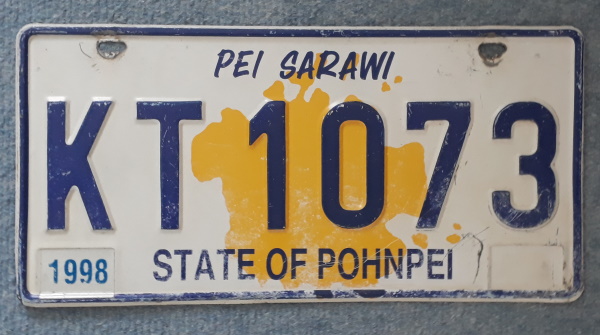 PEI SARAWI
KT1073
1998
STATE OF POHNPEI